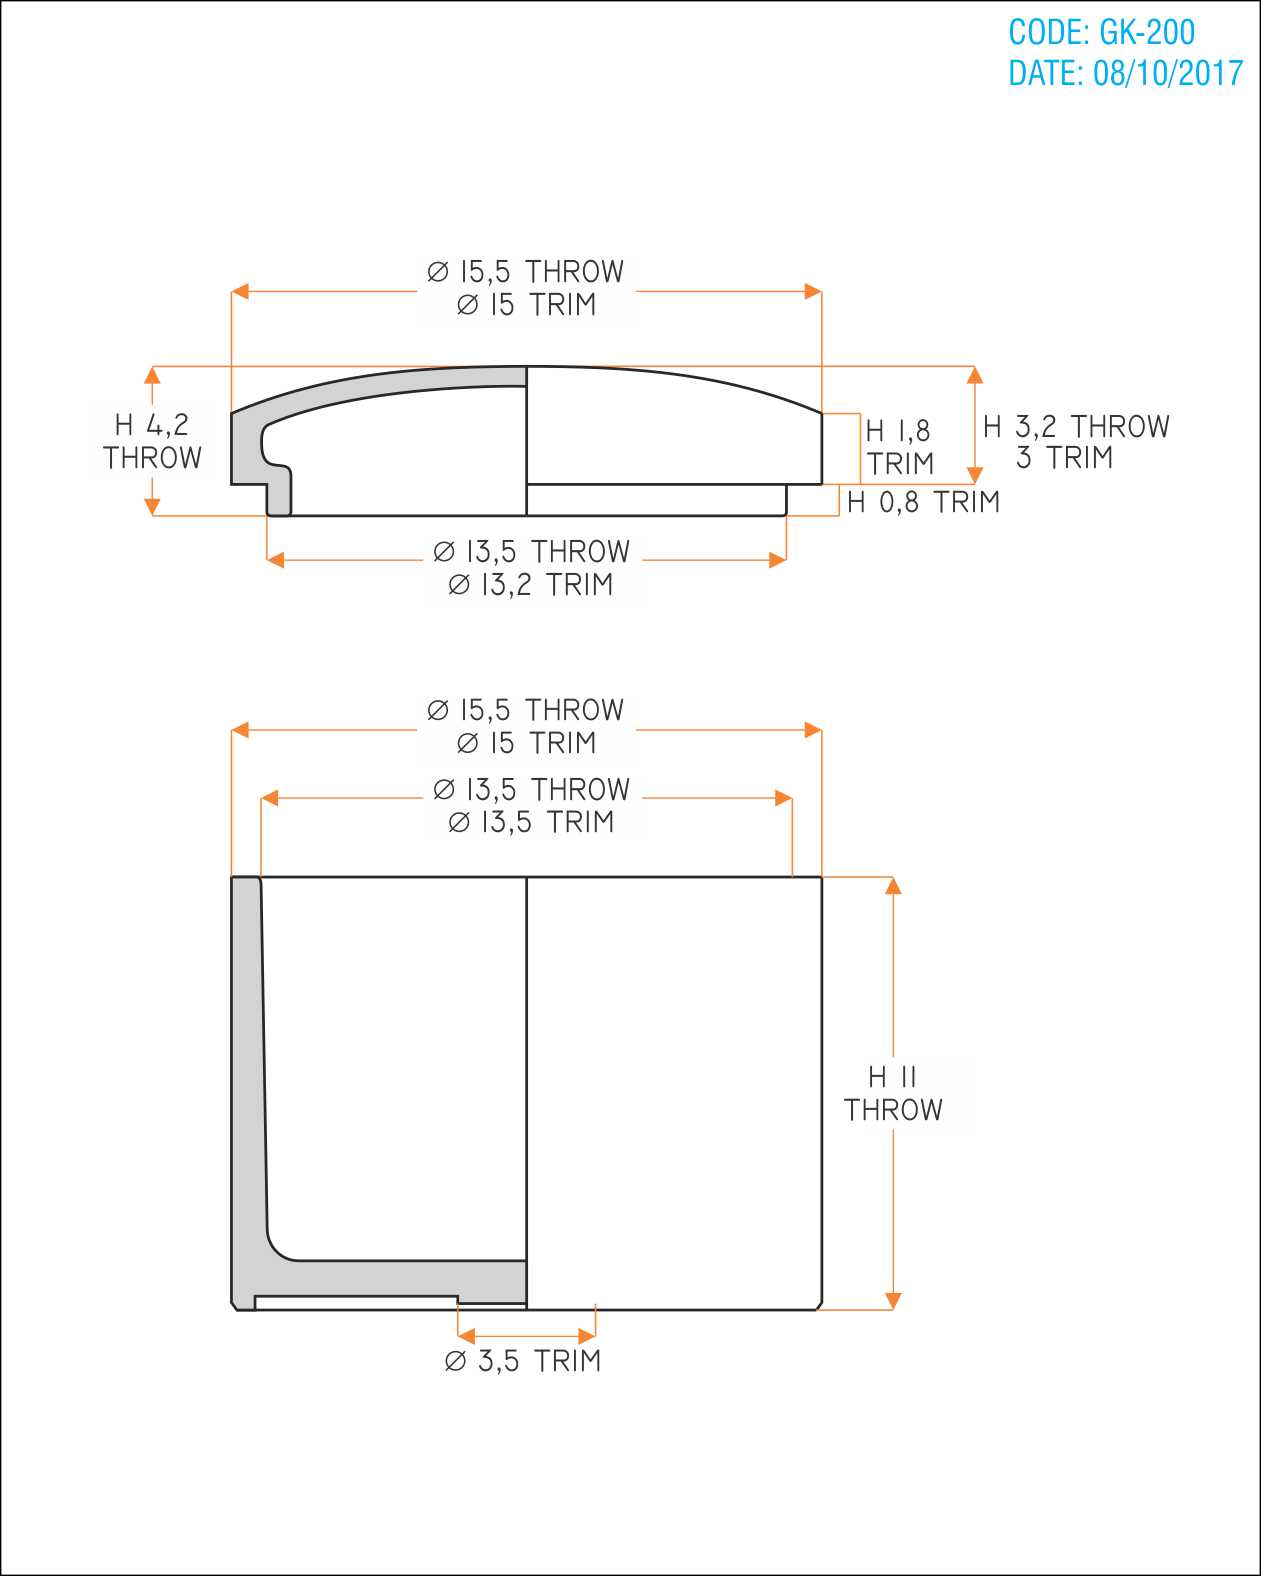 CODE: GK-200
DATE: 08/10/2017
Ø 15,5 THROW
Ø 15 TRIM
H 4,2
THROW
H 1,8
TRIM
H 3,2 THROW
3 TRIM
H 0,8 TRIM
Ø 13,5 THROW
Ø 13,2 TRIM
Ø 15,5 THROW
Ø 15 TRIM
Ø 13,5 THROW
Ø 13,5 TRIM
H 11
THROW
Ø 3,5 TRIM